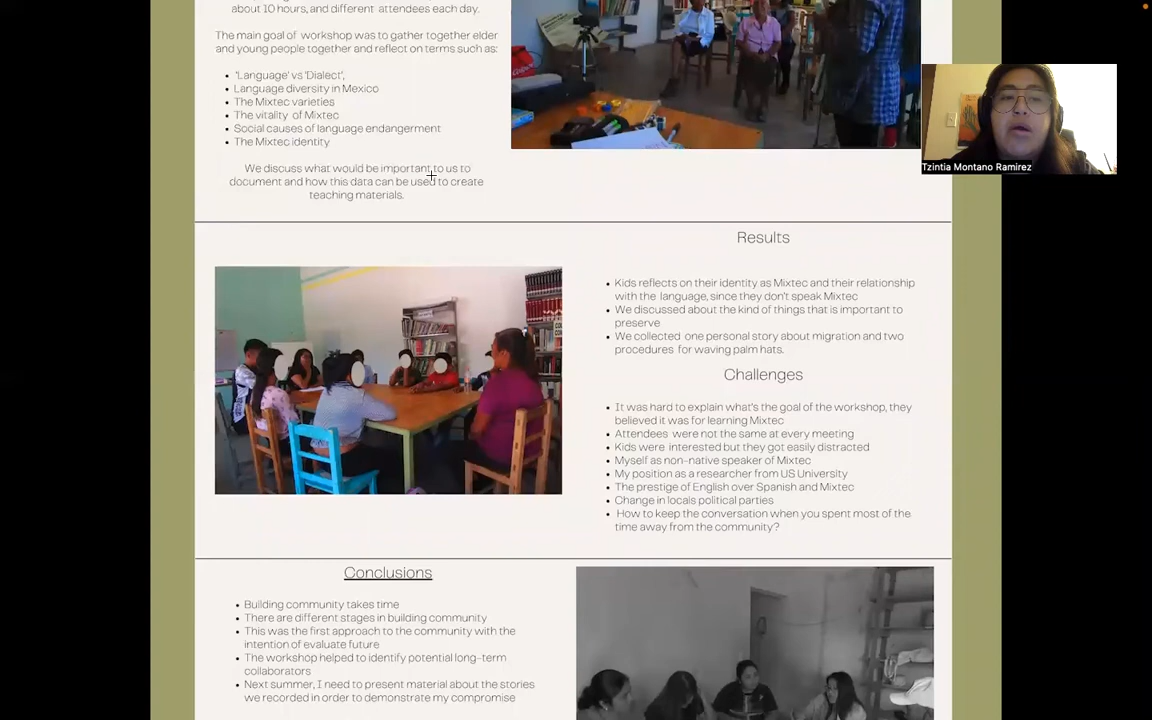 about 10 hours, and different attendees each day.
The main goal of workshop was to gather together elder
and young people together and reflect on terms such as:
• 'Language' vs 'Dialect',
• Language diversity in Mexico
• The Mixtec varieties
• The vitality of Mixtec
• Social causes of language endangerment
• The Mixtec identity
We discuss what would be important to us to
document and how this data can be used to create
teaching materials.
Tzintia Montano Ramirez
Results
• Kids reflects on their identity as Mixtec and their relationship
with the language, since they don't speak Mixtec
• We discussed about the kind of things that is important to
preserve
• We collected one personal story about migration and two
procedures for waving palm hats.
Challenges
• It was hard to explain what's the goal of the workshop, they
believed it was for learning Mixtec
• Attendees were not the same at every meeting
• Kids were interested but they got easily distracted
• Myself as non-native speaker of Mixtec
• My position as a researcher from US University
• The prestige of English over Spanish and Mixtec
• Change in locals political parties
• How to keep the conversation when you spent most of the
time away from the community?
Conclusions
• Building community takes time
• There are different stages in building community
• This was the first approach to the community with the
intention of evaluate future
• The workshop helped to identify potential long-term
collaborators
• Next summer, I need to present material about the stories
we recorded in order to demonstrate my compromise